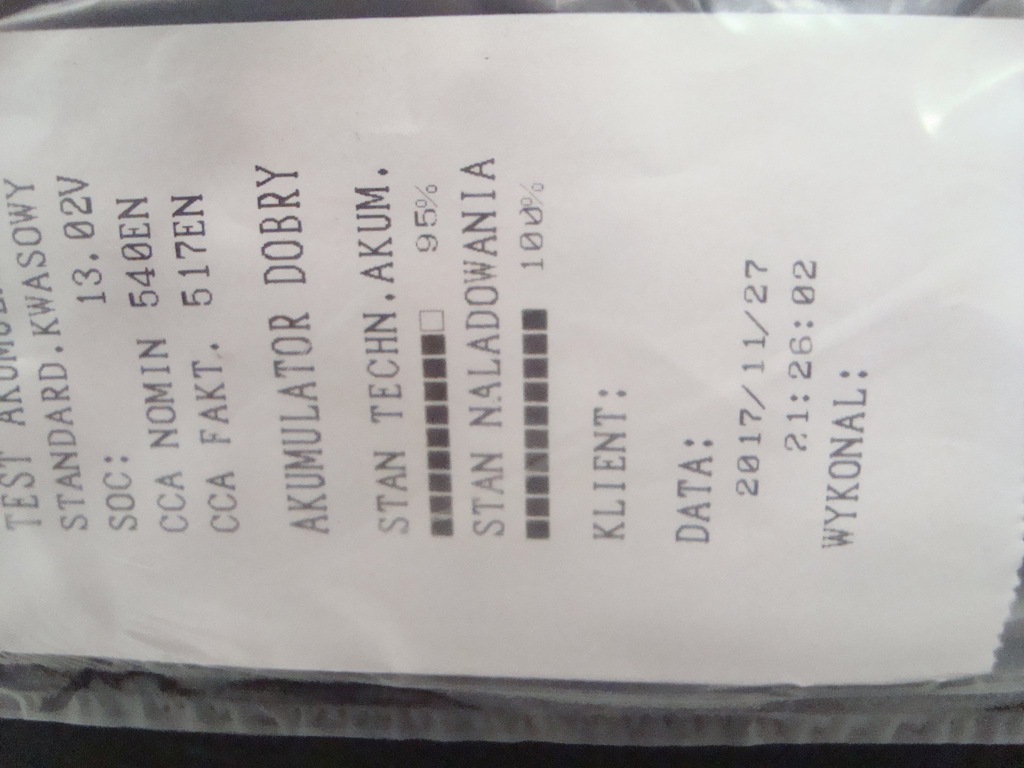 TEST
STANDARD.KWASOWY
SOC: 13.02V
CCA NOMIN 540EN
CCA FAKT. 517EN
AKUMULATOR DOBRY
STAN TECHN.AKUM.
95%
STAN NALADOWANIA
100%
KLIENT:
DATA:
2017/11/27
21:26:02
WYKONAL: